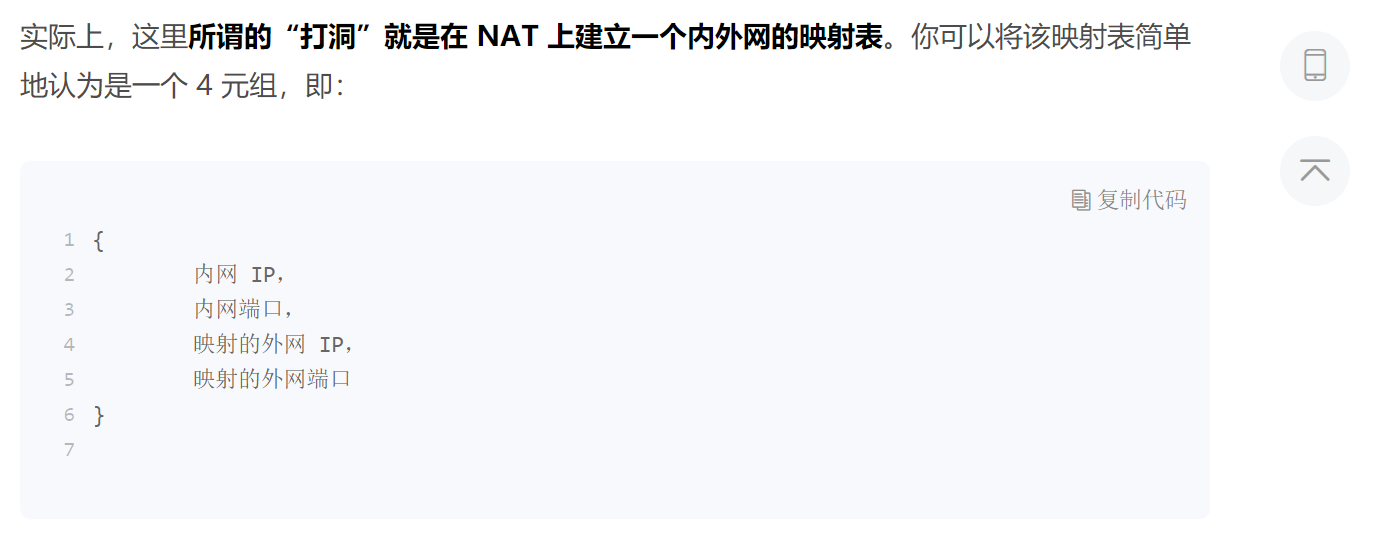 实际上，这里所谓的“打洞”就是在 NAT 上建立一个内外网的映射表。你可以将该映射表简单
地认为是一个 4 元组，即：
复制代码
1 {
2 内网 IP，
3 内网端口，
4 映射的外网 IP，
5 映射的外网端口
6 }
7